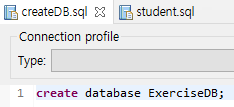 createDB.sql student.sql
Connection profile
Type:
1 create database ExerciseDB;